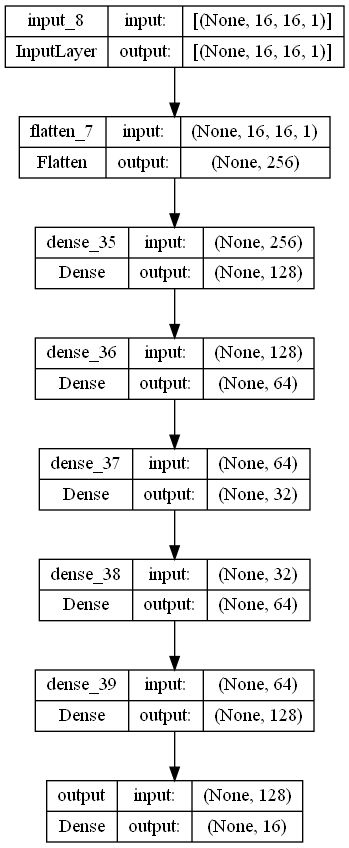 input_8 input: [(None, 16, 16, 1)]
InputLayer output: [(None, 16, 16, 1)]
flatten_7 input: (None, 16, 16, 1)
Flatten output: (None, 256)
dense_35 input: (None, 256)
Dense output: (None, 128)
dense_36 input: (None, 128)
Dense output: (None, 64)
dense_37 input: (None, 64)
Dense output: (None, 32)
dense_38 input: (None, 32)
Dense output: (None, 64)
dense_39 input: (None, 64)
Dense output: (None, 128)
output input: (None, 128)
Dense output: (None, 16)